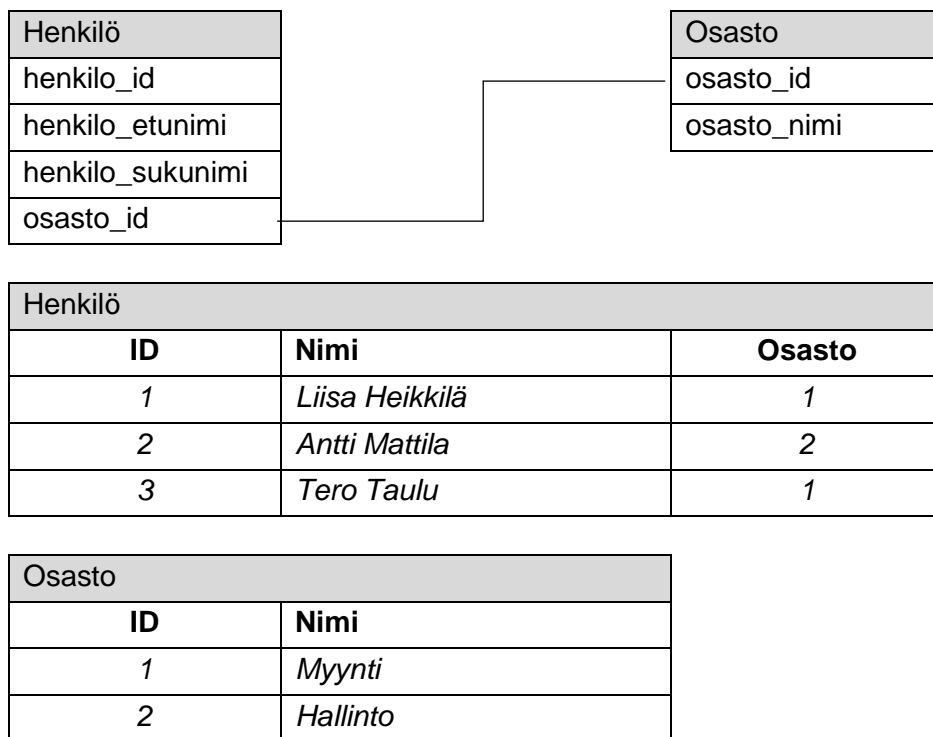 Henkilö Osasto
henkilo_id osasto_id
henkilo_etunimi osasto_nimi
henkilo_sukunimi
osasto_id
Henkilö
ID Nimi Osasto
1 Liisa Heikkilä 1
2 Antti Mattila 2
3 Tero Taulu 1
Osasto
ID Nimi
1 Myynti
2 Hallinto